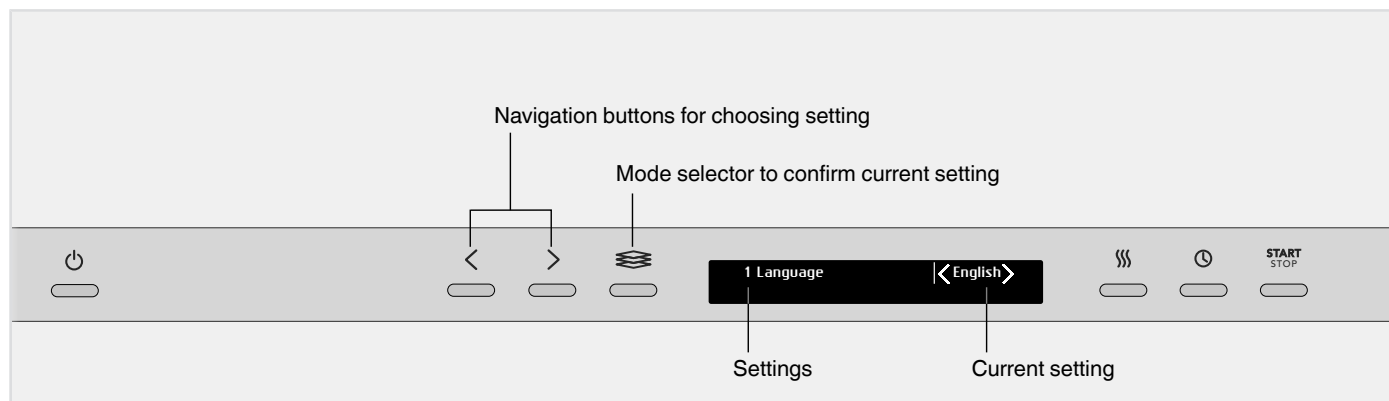 Navigation buttons for choosing setting
Mode selector to confirm current setting
START
STOP
1 Language
English
Settings
Current setting